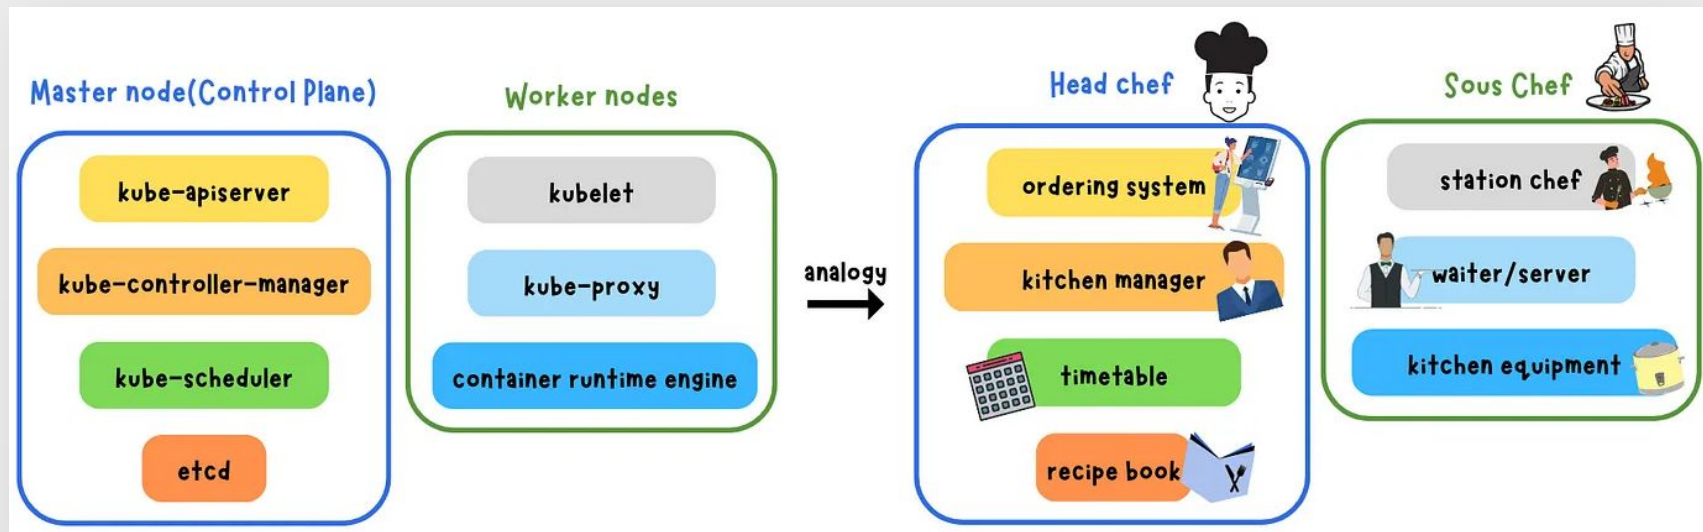 Master node(Control Plane)
kube-apiserver
kube-controller-manager
kube-scheduler
etcd
Worker nodes
kubelet
kube-proxy
container runtime engine
analogy
Head chef
ordering system
kitchen manager
timetable
recipe book
Sous Chef
station chef
waiter/server
kitchen equipment